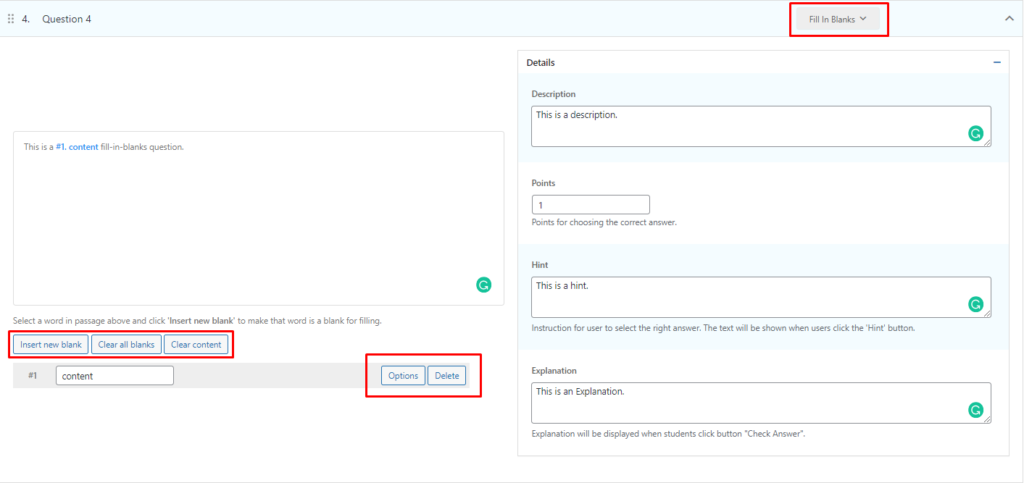 4. Question 4
Fill In Blanks
This is a #1. content fill-in-blanks question.
Select a word in passage above and click 'Insert new blank' to make that word is a blank for filling.
Insert new blank Clear all blanks Clear content
#1 content Options Delete
Details
Description
This is a description.
Points
1
Points for choosing the correct answer.
Hint
This is a hint.
Instruction for user to select the right answer. The text will be shown when users click the 'Hint' button.
Explanation
This is an Explanation.
Explanation will be displayed when students click button "Check Answer".